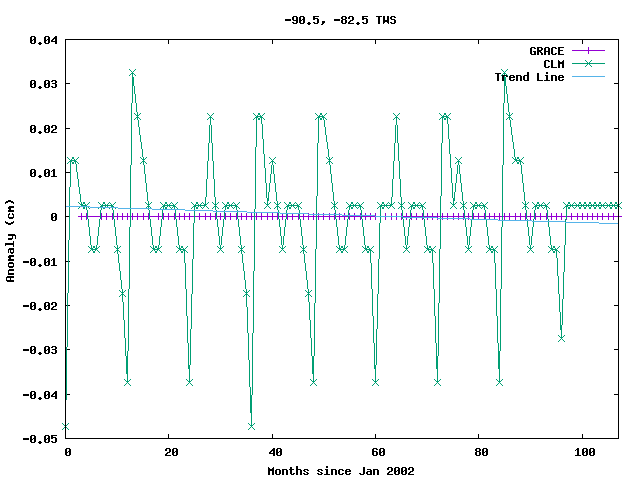 -90.5, -82.5 TWS
0.04
0.03
0.02
0.01
0
-0.01
-0.02
-0.03
-0.04
-0.05
Anomaly (cm)
GRACE
CLM
Trend Line
0 20 40 60 80 100
Months since Jan 2002